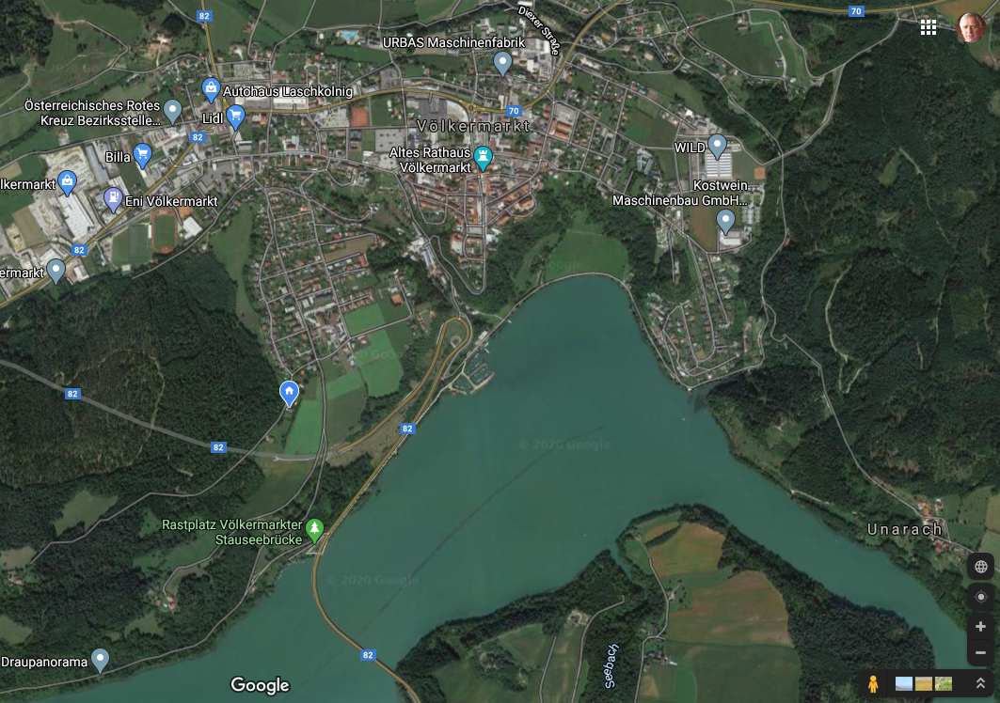 82
70
Diexer Straße
URBAS Maschinenfabrik
Autohaus Laschkolnig
Österreichisches Rotes
Kreuz Bezirksstelle...
Lidl
70
Völkermarkt
82
Altes Rathaus
Völkermarkt
WILD
Billa
lkermarkt
Kostwein
Maschinenbau GmbH...
Eni Völkermarkt
82
ermarkt
82
82
82
© 2020 Google
Rastplatz Völkermarkter
Stauseebrücke
Unarach
© 2020 Google
82
Seebach
Draupanorama
Google